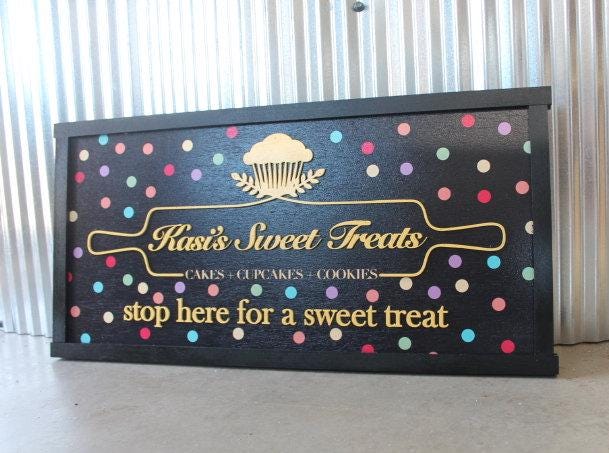 Kasi's Sweet Treats
CAKES + CUPCAKES + COOKIES
stop here for a sweet treat